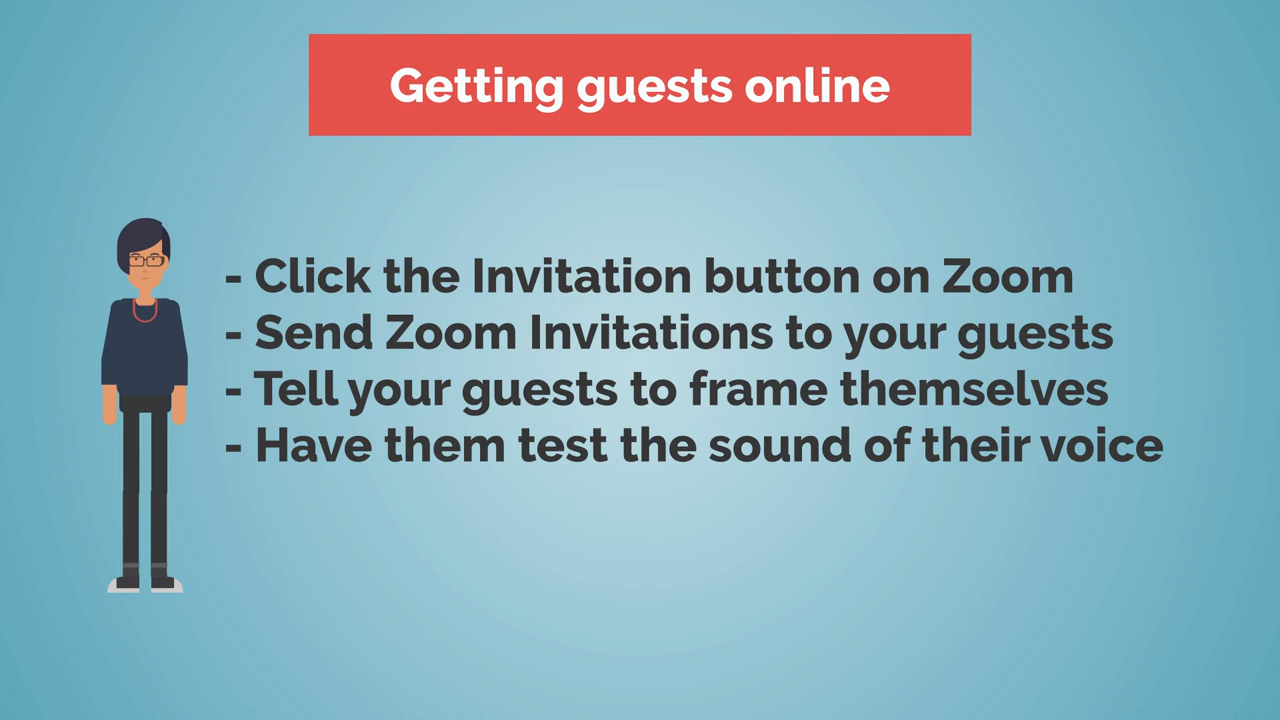 Getting guests online
- Click the Invitation button on Zoom
- Send Zoom Invitations to your guests
- Tell your guests to frame themselves
- Have them test the sound of their voice